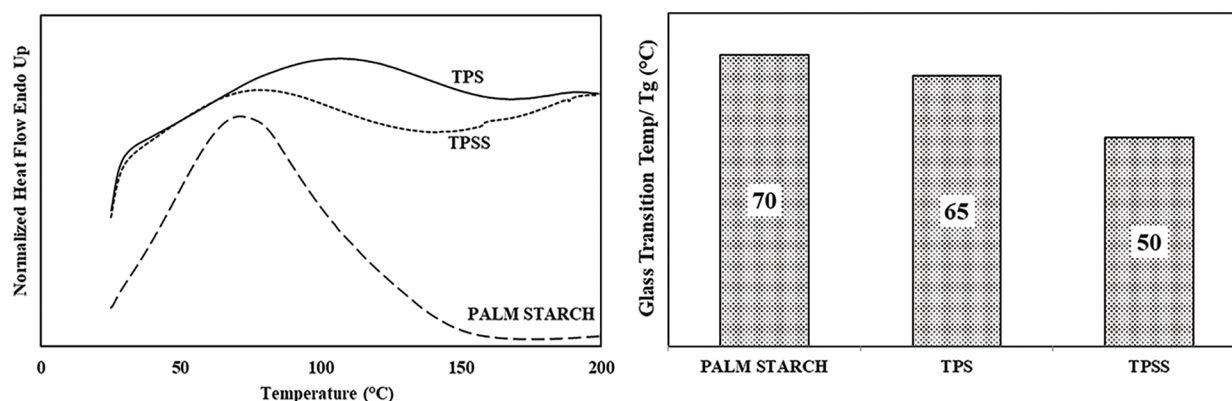 Normalized Heat Flow Endo Up
TPS
TPSS
PALM STARCH
0
50
100
150
200
Temperature (°C)
Glass Transition Temp/ Tg (°C)
70
65
50
PALM STARCH
TPS
TPSS